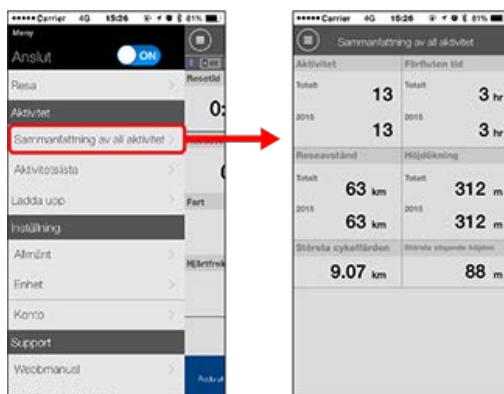 Carrier 4G 15:26 81%
Meny
Anslut ON
Resa
Aktivitet
Sammanfattning av all aktivitet
Aktivitetslista
Ladda upp
Inställning
Allmänt
Enhet
Konto
Support
Webbmanual
Resetid
0:
0
Fart
Hjärtfrek
Carrier 4G 15:26 81%
Sammanfattning av all aktivitet
Aktivitet Förfluten tid
Totalt Totalt
13 3 hr
2015 2015
13 3 hr
Reseavstånd Höjdökning
Totalt Totalt
63 km 312 m
2015 2015
63 km 312 m
Största cykelfärden Största stigande höjden
9.07 km 88 m